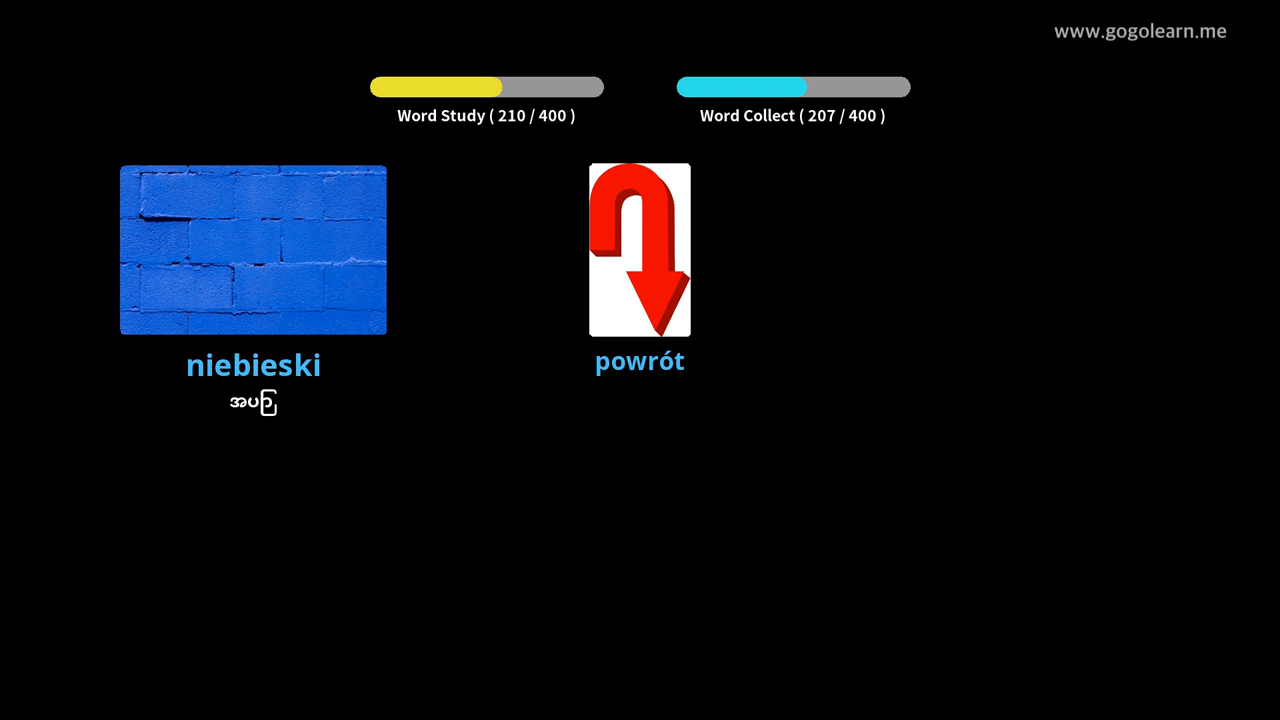 www.gogolearn.me
Word Study ( 210 / 400 )
Word Collect ( 207 / 400 )
niebieski
အပြာ
powrót